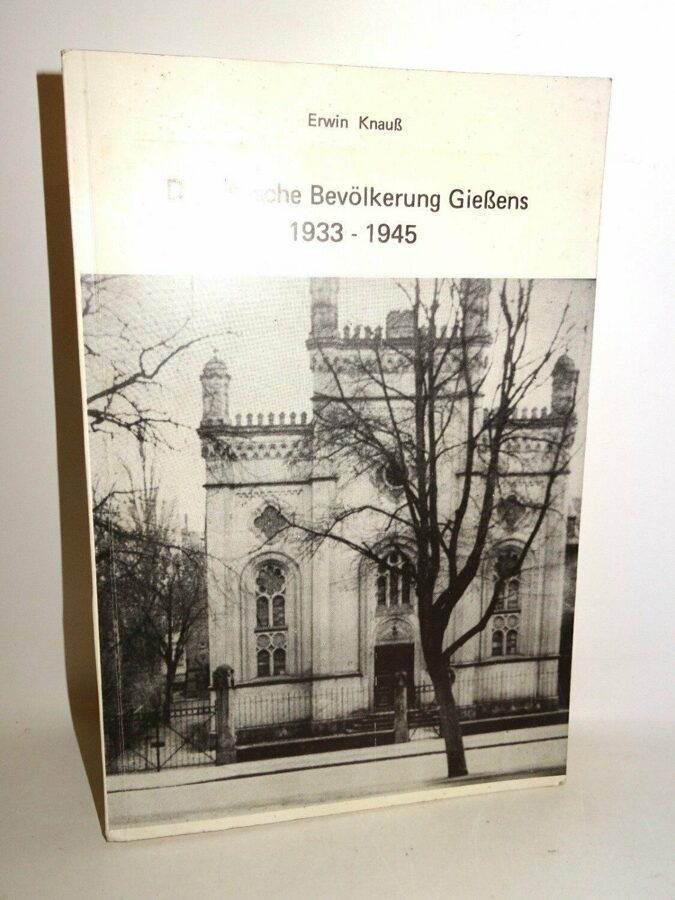 Erwin Knauß
Bevölkerung Gießens
1933 - 1945